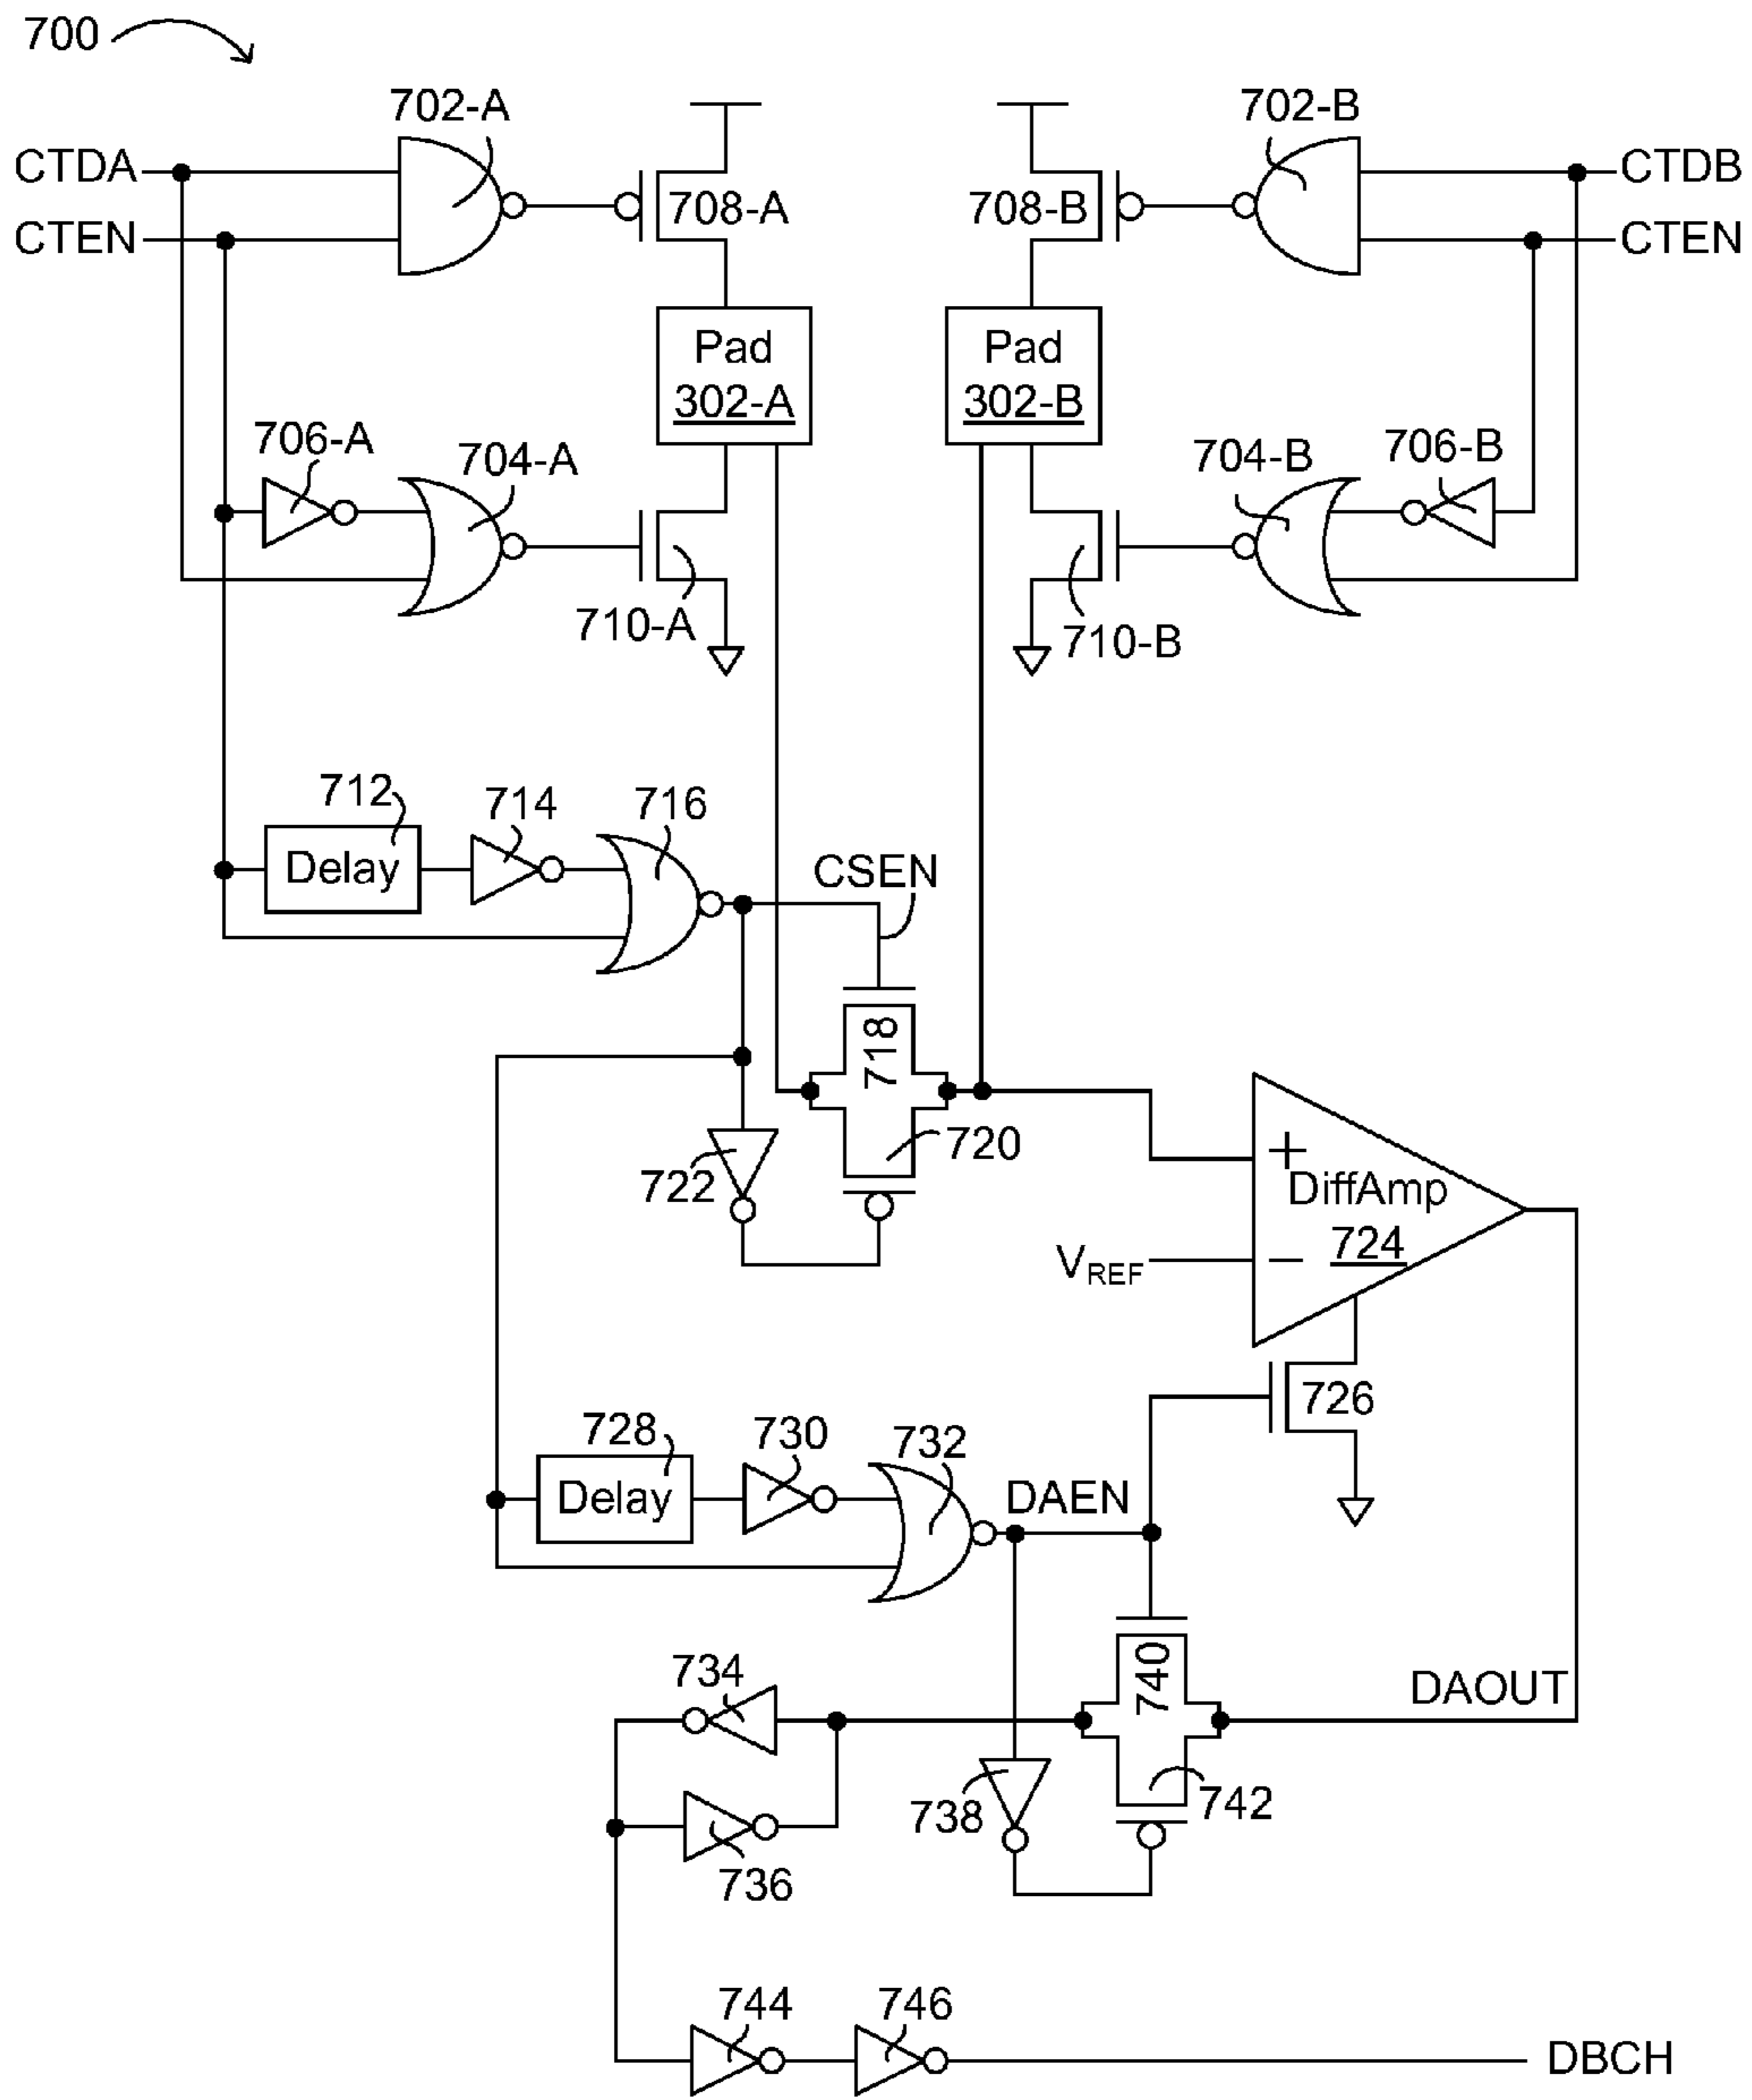 700
702-A
702-B
CTDA
CTDB
708-A
708-B
CTEN
CTEN
Pad
302-A
Pad
302-B
706-A
704-A
704-B
706-B
710-A
710-B
712
714
716
Delay
CSEN
718
720
722
+
DiffAmp
724
VREF
−
726
728
730
732
Delay
DAEN
734
740
DAOUT
736
738
742
744
746
DBCH